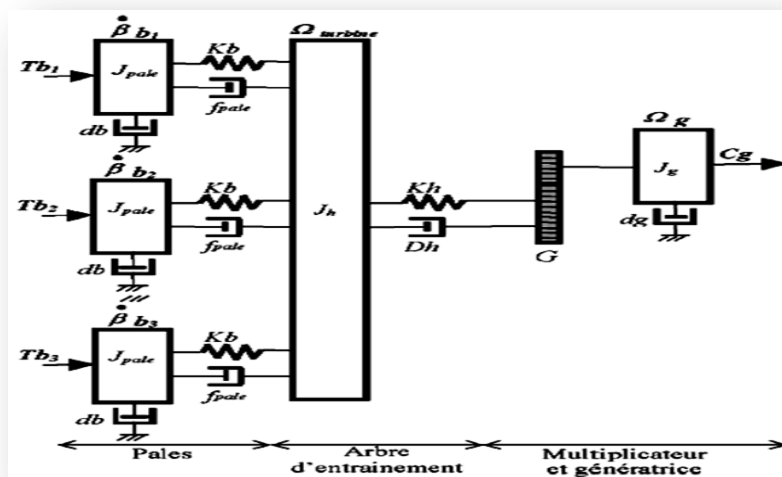 β̇ b1
Ω turbine
Kb
Tb1
Jpale
fpale
db
β̇ b2
Kb
Tb2
Jpale
fpale
db
Jh
Kh
Dh
G
Ω g
Cg
Jg
dg
β̇ b3
Kb
Tb3
Jpale
fpale
db
Pales
Arbre
d'entrainement
Multiplicateur
et génératrice